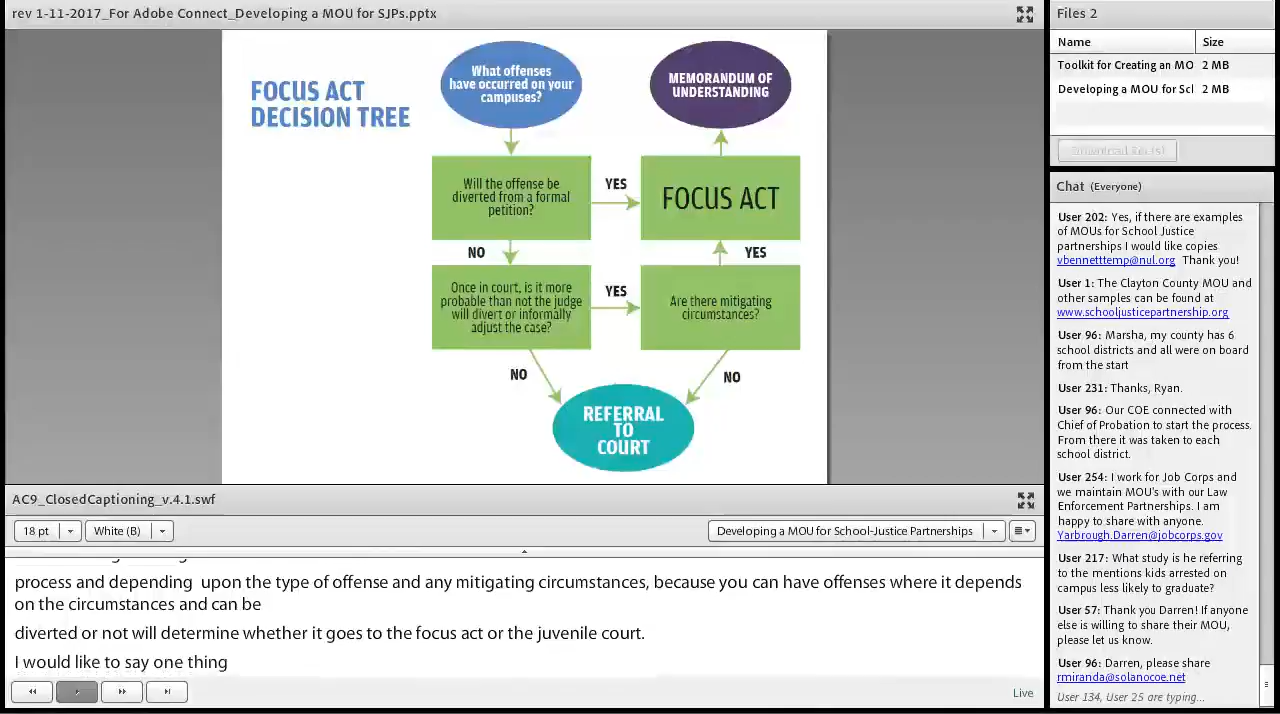 rev 1-11-2017_For Adobe Connect_Developing a MOU for SJPs.pptx
FOCUS ACT
DECISION TREE
What offenses
have occurred on your
campuses?
MEMORANDUM OF
UNDERSTANDING
Will the offense be
diverted from a formal
petition?
YES
FOCUS ACT
NO
YES
Once in court, is it more
probable than not the judge
will divert or informally
adjust the case?
YES
Are there mitigating
circumstances?
NO
NO
REFERRAL
TO
COURT
AC9_ClosedCaptioning_v.4.1.swf
18 pt
White (B)
Developing a MOU for School-Justice Partnerships
process and depending upon the type of offense and any mitigating circumstances, because you can have offenses where it depends
on the circumstances and can be
diverted or not will determine whether it goes to the focus act or the juvenile court.
I would like to say one thing
Live
Files 2
Name Size
Toolkit for Creating an MO 2 MB
Developing a MOU for Scl 2 MB
Download File(s)
Chat (Everyone)
User 202: Yes, if there are examples
of MOUs for School Justice
partnerships I would like copies
vbennetttemp@nul.org Thank you!
User 1: The Clayton County MOU and
other samples can be found at
www.schooljusticepartnership.org
User 96: Marsha, my county has 6
school districts and all were on board
from the start
User 231: Thanks, Ryan.
User 96: Our COE connected with
Chief of Probation to start the process.
From there it was taken to each
school district.
User 254: I work for Job Corps and
we maintain MOU's with our Law
Enforcement Partnerships. I am
happy to share with anyone.
Yarbrough.Darren@jobcorps.gov
User 217: What study is he referring
to the mentions kids arrested on
campus less likely to graduate?
User 57: Thank you Darren! If anyone
else is willing to share their MOU,
please let us know.
User 96: Darren, please share
rmiranda@solanocoe.net
User 134, User 25 are typing...